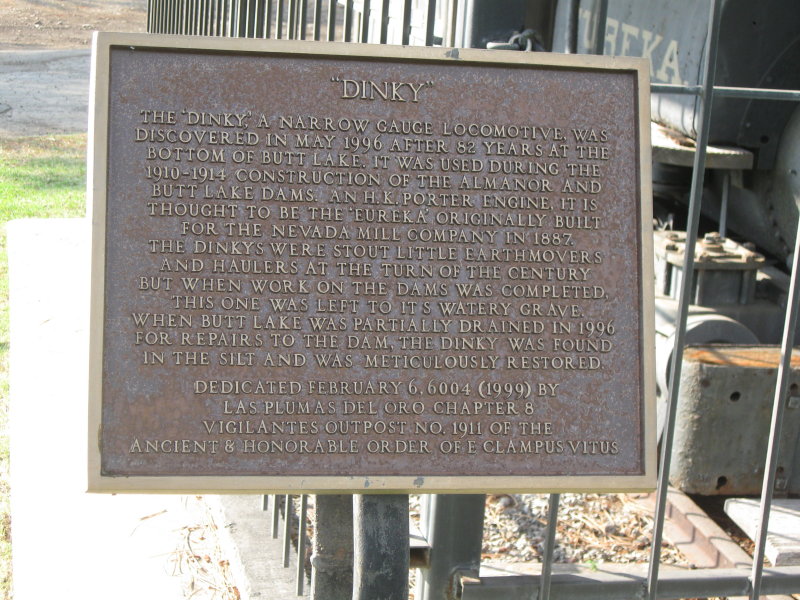 "DINKY"
THE "DINKY," A NARROW GAUGE LOCOMOTIVE, WAS
DISCOVERED IN MAY 1996 AFTER 82 YEARS AT THE
BOTTOM OF BUTT LAKE. IT WAS USED DURING THE
1910-1914 CONSTRUCTION OF THE ALMANOR AND
BUTT LAKE DAMS. AN H.K. PORTER ENGINE, IT IS
THOUGHT TO BE THE "EUREKA" ORIGINALLY BUILT
FOR THE NEVADA MILL COMPANY IN 1887.
THE DINKYS WERE STOUT LITTLE EARTHMOVERS
AND HAULERS AT THE TURN OF THE CENTURY
BUT WHEN WORK ON THE DAMS WAS COMPLETED,
THIS ONE WAS LEFT TO IT'S WATERY GRAVE.
WHEN BUTT LAKE WAS PARTIALLY DRAINED IN 1996
FOR REPAIRS TO THE DAM, THE DINKY WAS FOUND
IN THE SILT AND WAS METICULOUSLY RESTORED.
DEDICATED FEBRUARY 6, 6004 (1999) BY
LAS PLUMAS DEL ORO CHAPTER 8
VIGILANTES OUTPOST NO. 1911 OF THE
ANCIENT & HONORABLE ORDER OF E CLAMPUS VITUS
EKA